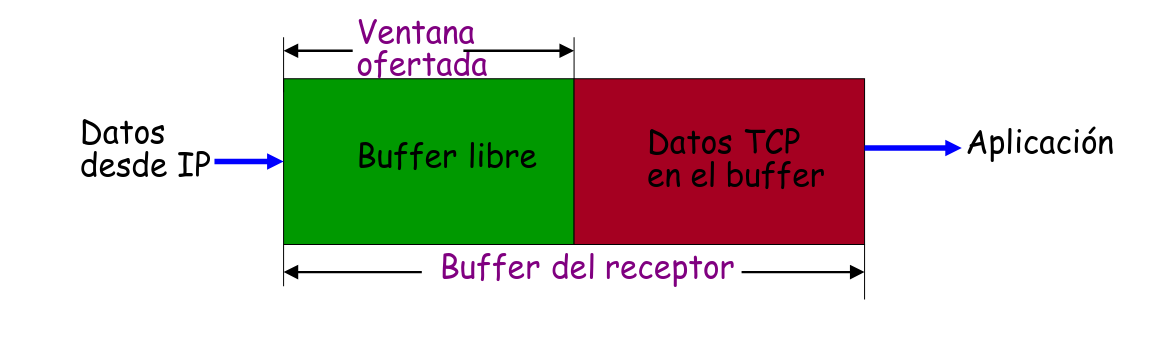 Ventana
ofertada
Datos
desde IP
Buffer libre
Datos TCP
en el buffer
Aplicación
Buffer del receptor